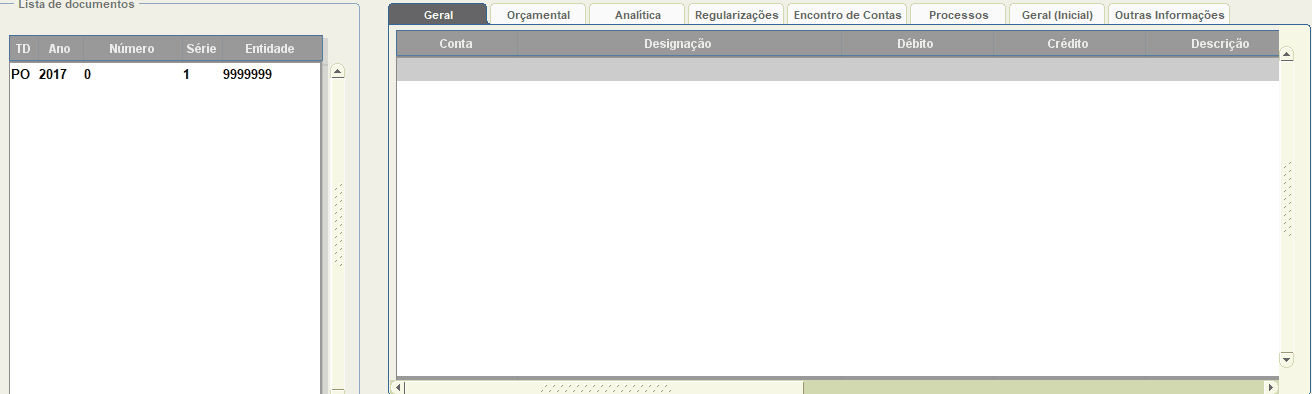 Lista de documentos
TD Ano Número Série Entidade
PO 2017 0 1 9999999
Geral Orçamental Analítica Regularizações Encontro de Contas Processos Geral (Inicial) Outras Informações
Conta Designação Débito Crédito Descrição